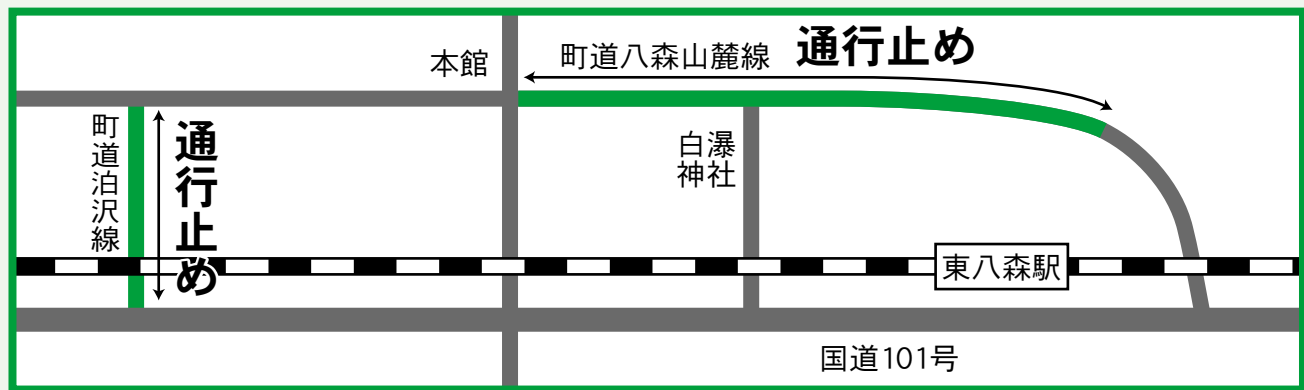 本館
町道八森山麓線
通行止め
町道泊沢線
通行止め
白瀑
神社
東八森駅
国道101号